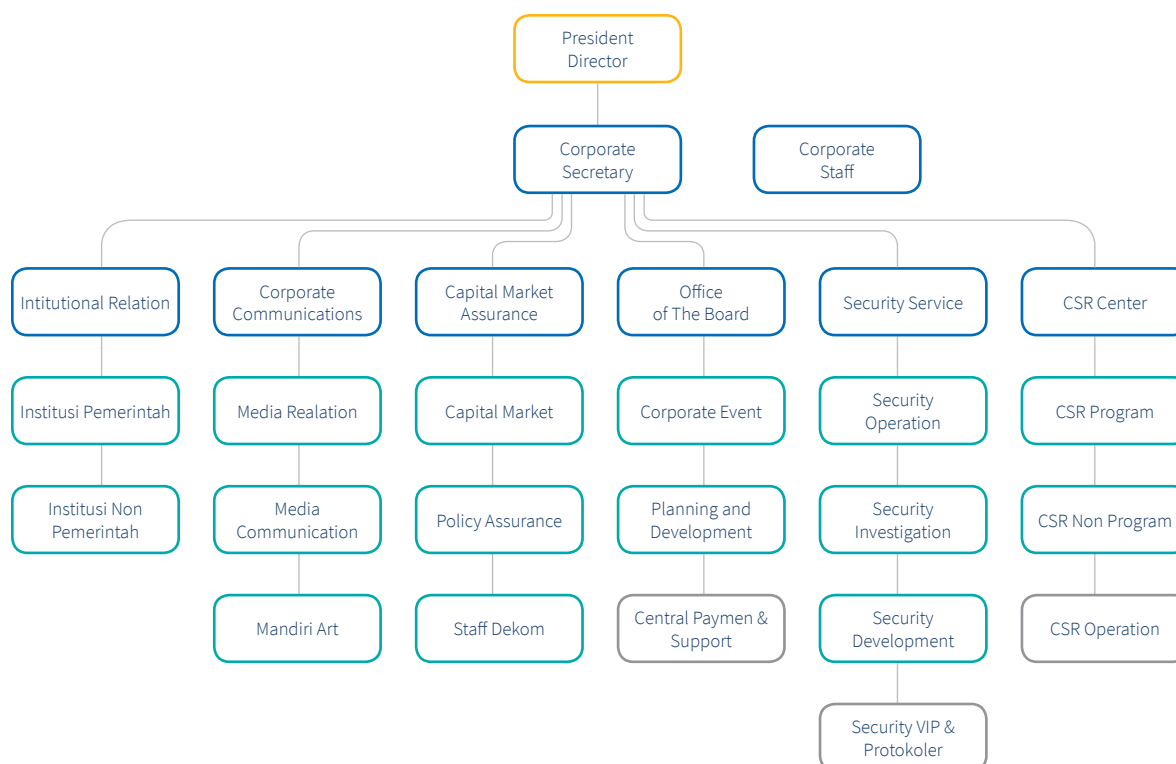 President
Director
Corporate
Secretary
Corporate
Staff
Intitutional Relation
Corporate
Communications
Capital Market
Assurance
Office
of The Board
Security Service
CSR Center
Institusi Pemerintah
Media Realation
Capital Market
Corporate Event
Security
Operation
CSR Program
Institusi Non
Pemerintah
Media
Communication
Policy Assurance
Planning and
Development
Security
Investigation
CSR Non Program
Mandiri Art
Staff Dekom
Central Paymen &
Support
Security
Development
CSR Operation
Security VIP &
Protokoler